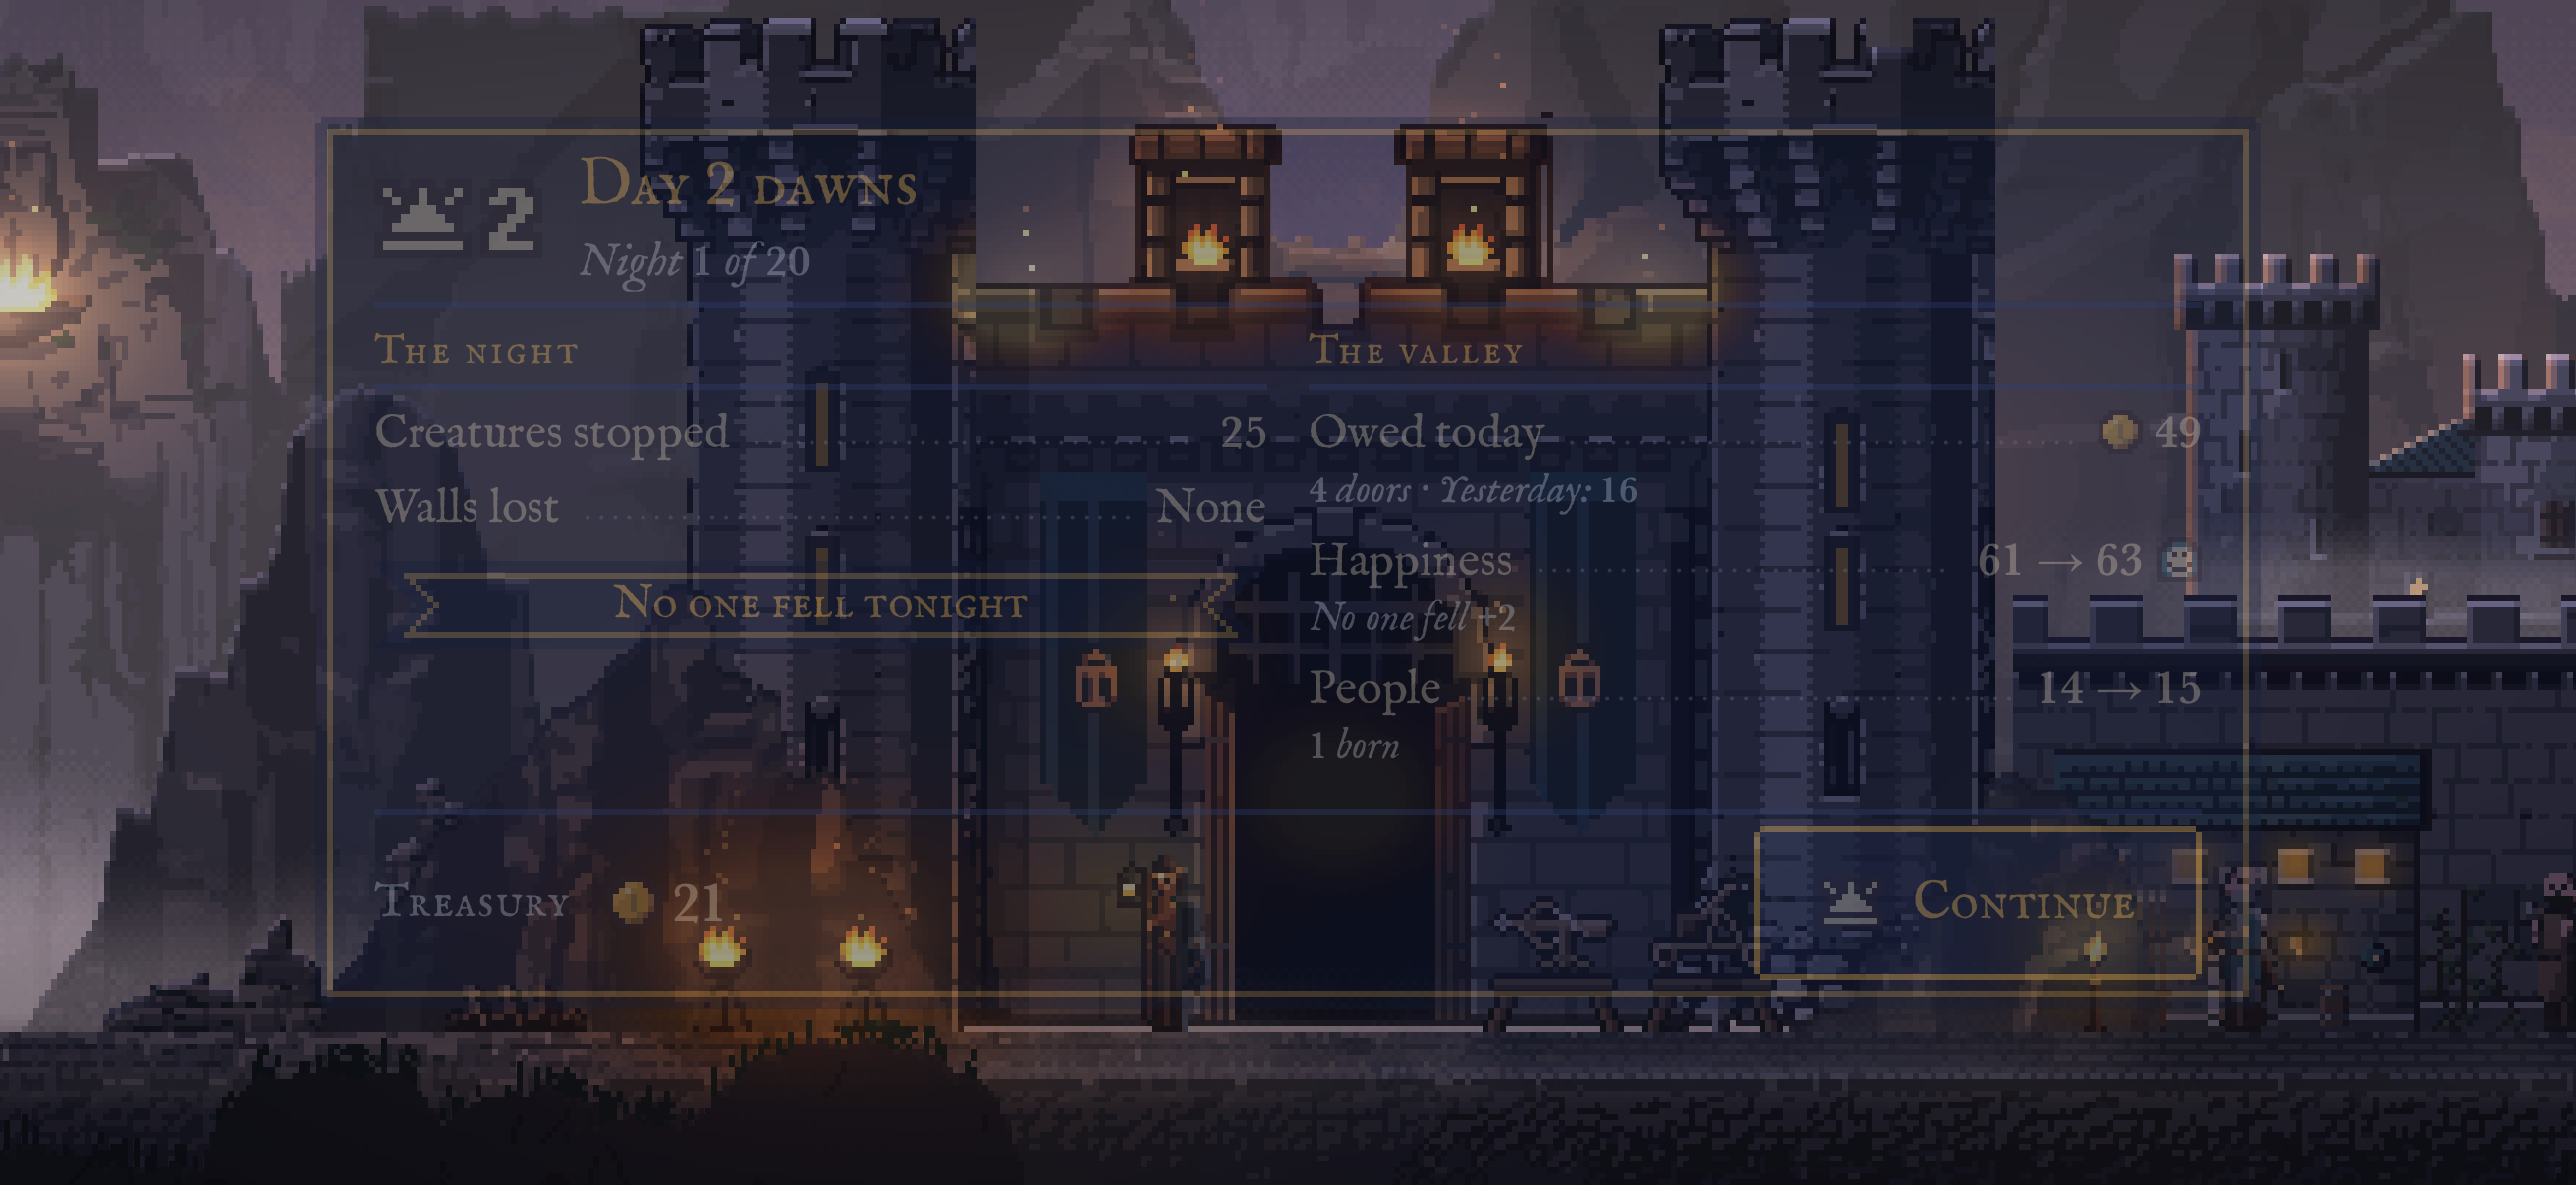 2
Day 2 dawns
Night 1 of 20
The night
Creatures stopped 25
Walls lost None
No one fell tonight
The valley
Owed today 49
4 doors · Yesterday: 16
Happiness 61 → 63
No one fell +2
People 14 → 15
1 born
Treasury 21
Continue